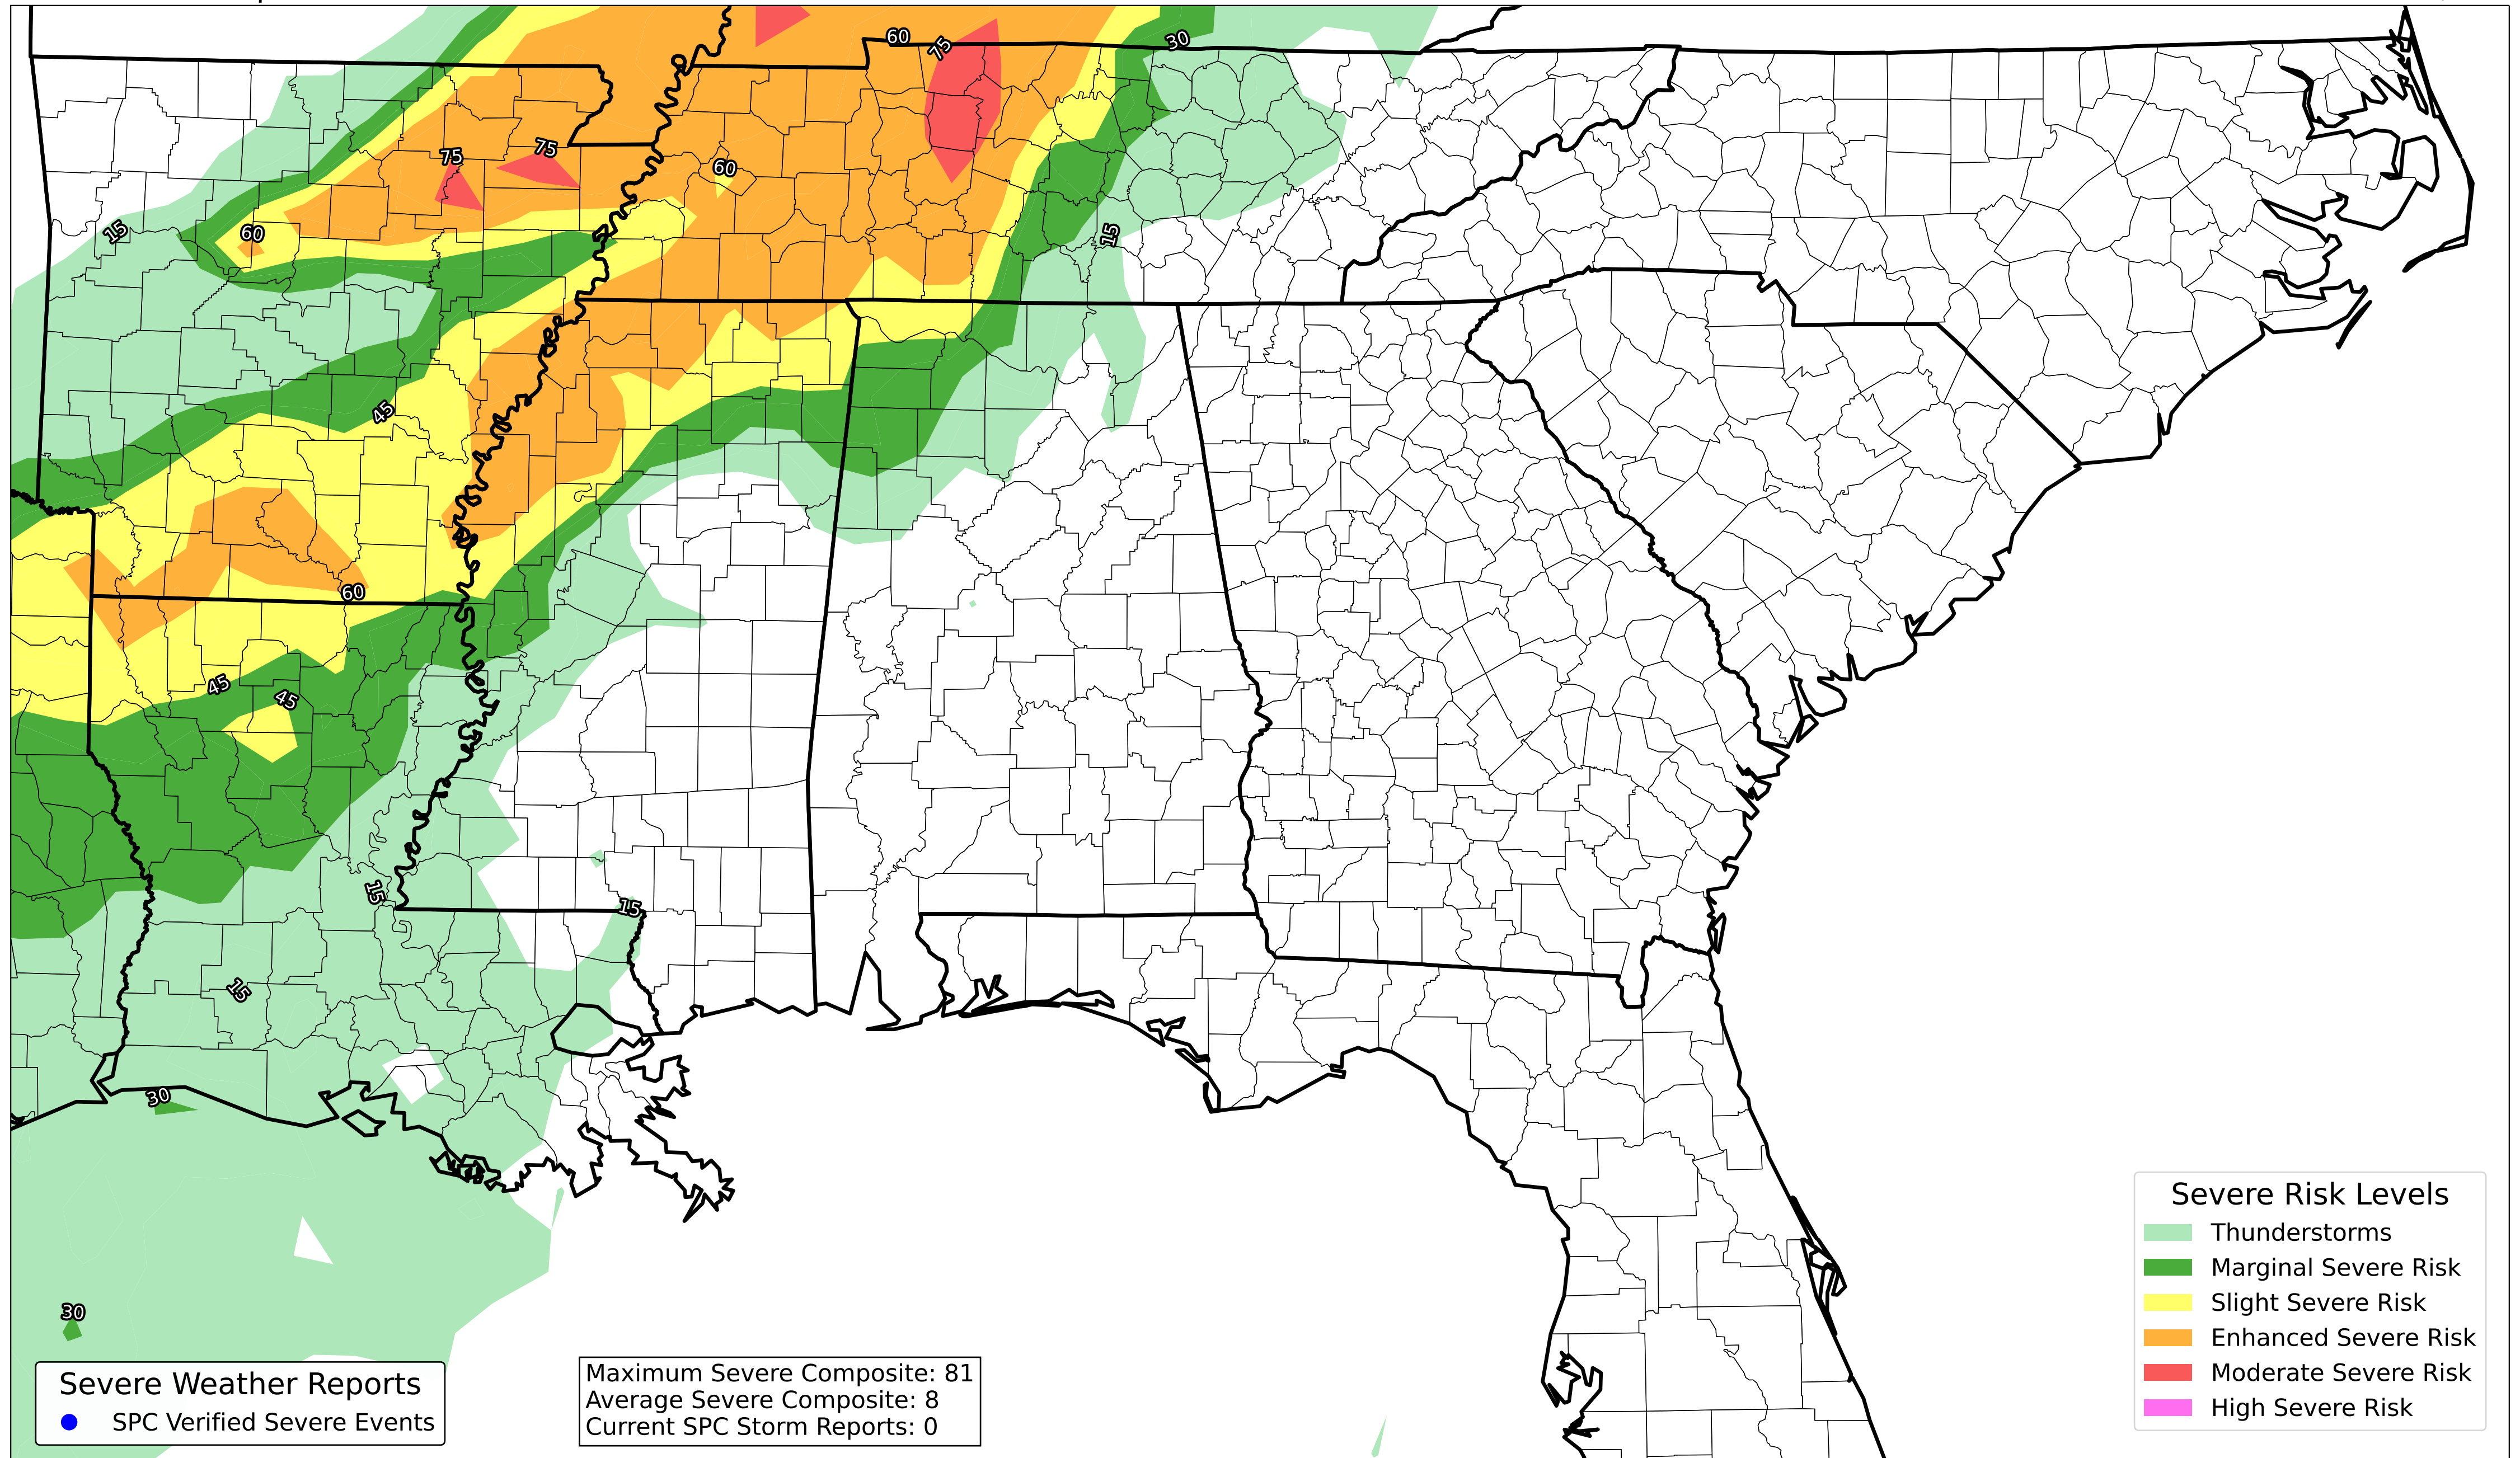 60
75
30
75
75
60
15
60
15
45
60
45
45
15
15
15
30
30
Severe Weather Reports
SPC Verified Severe Events
Maximum Severe Composite: 81
Average Severe Composite: 8
Current SPC Storm Reports: 0
Severe Risk Levels
Thunderstorms
Marginal Severe Risk
Slight Severe Risk
Enhanced Severe Risk
Moderate Severe Risk
High Severe Risk